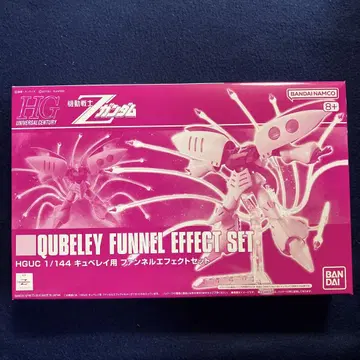 HG
UNIVERSAL CENTURY
機動戦士
Zガンダム
BANDAI NAMCO
8+
QUBELEY FUNNEL EFFECT SET
HGUC 1/144 キュベレイ用 ファンネルエフェクトセット
BAN
DAI